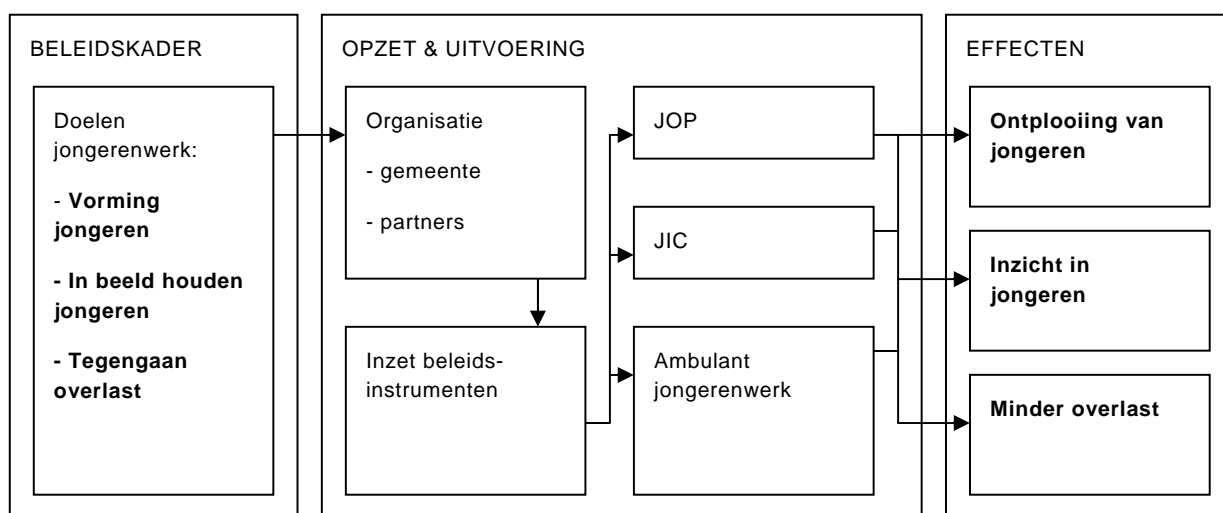 BELEIDSKADER
Doelen
jongerenwerk:
- Vorming
jongeren
- In beeld houden
jongeren
- Tegengaan
overlast
OPZET & UITVOERING
Organisatie
- gemeente
- partners
Inzet beleids-
instrumenten
JOP
JIC
Ambulant
jongerenwerk
EFFECTEN
Ontplooiing van
jongeren
Inzicht in
jongeren
Minder overlast